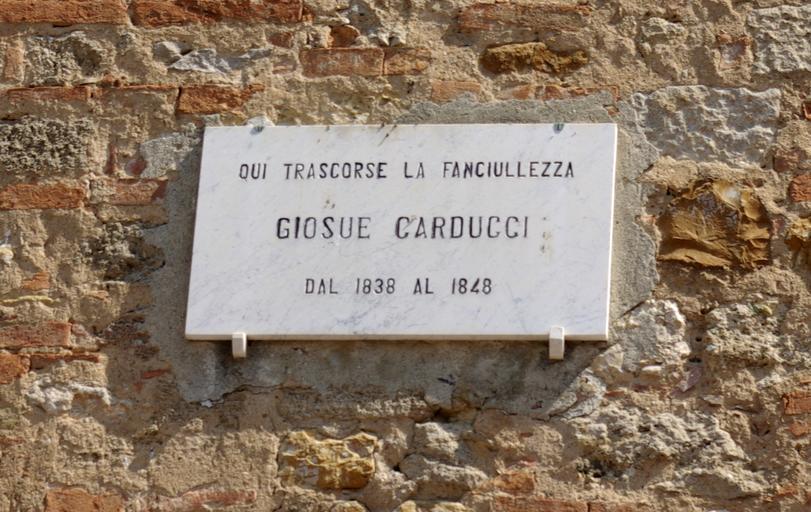 QUI TRASCORSE LA FANCIULLEZZA
GIOSUE CARDUCCI
DAL 1838 AL 1848